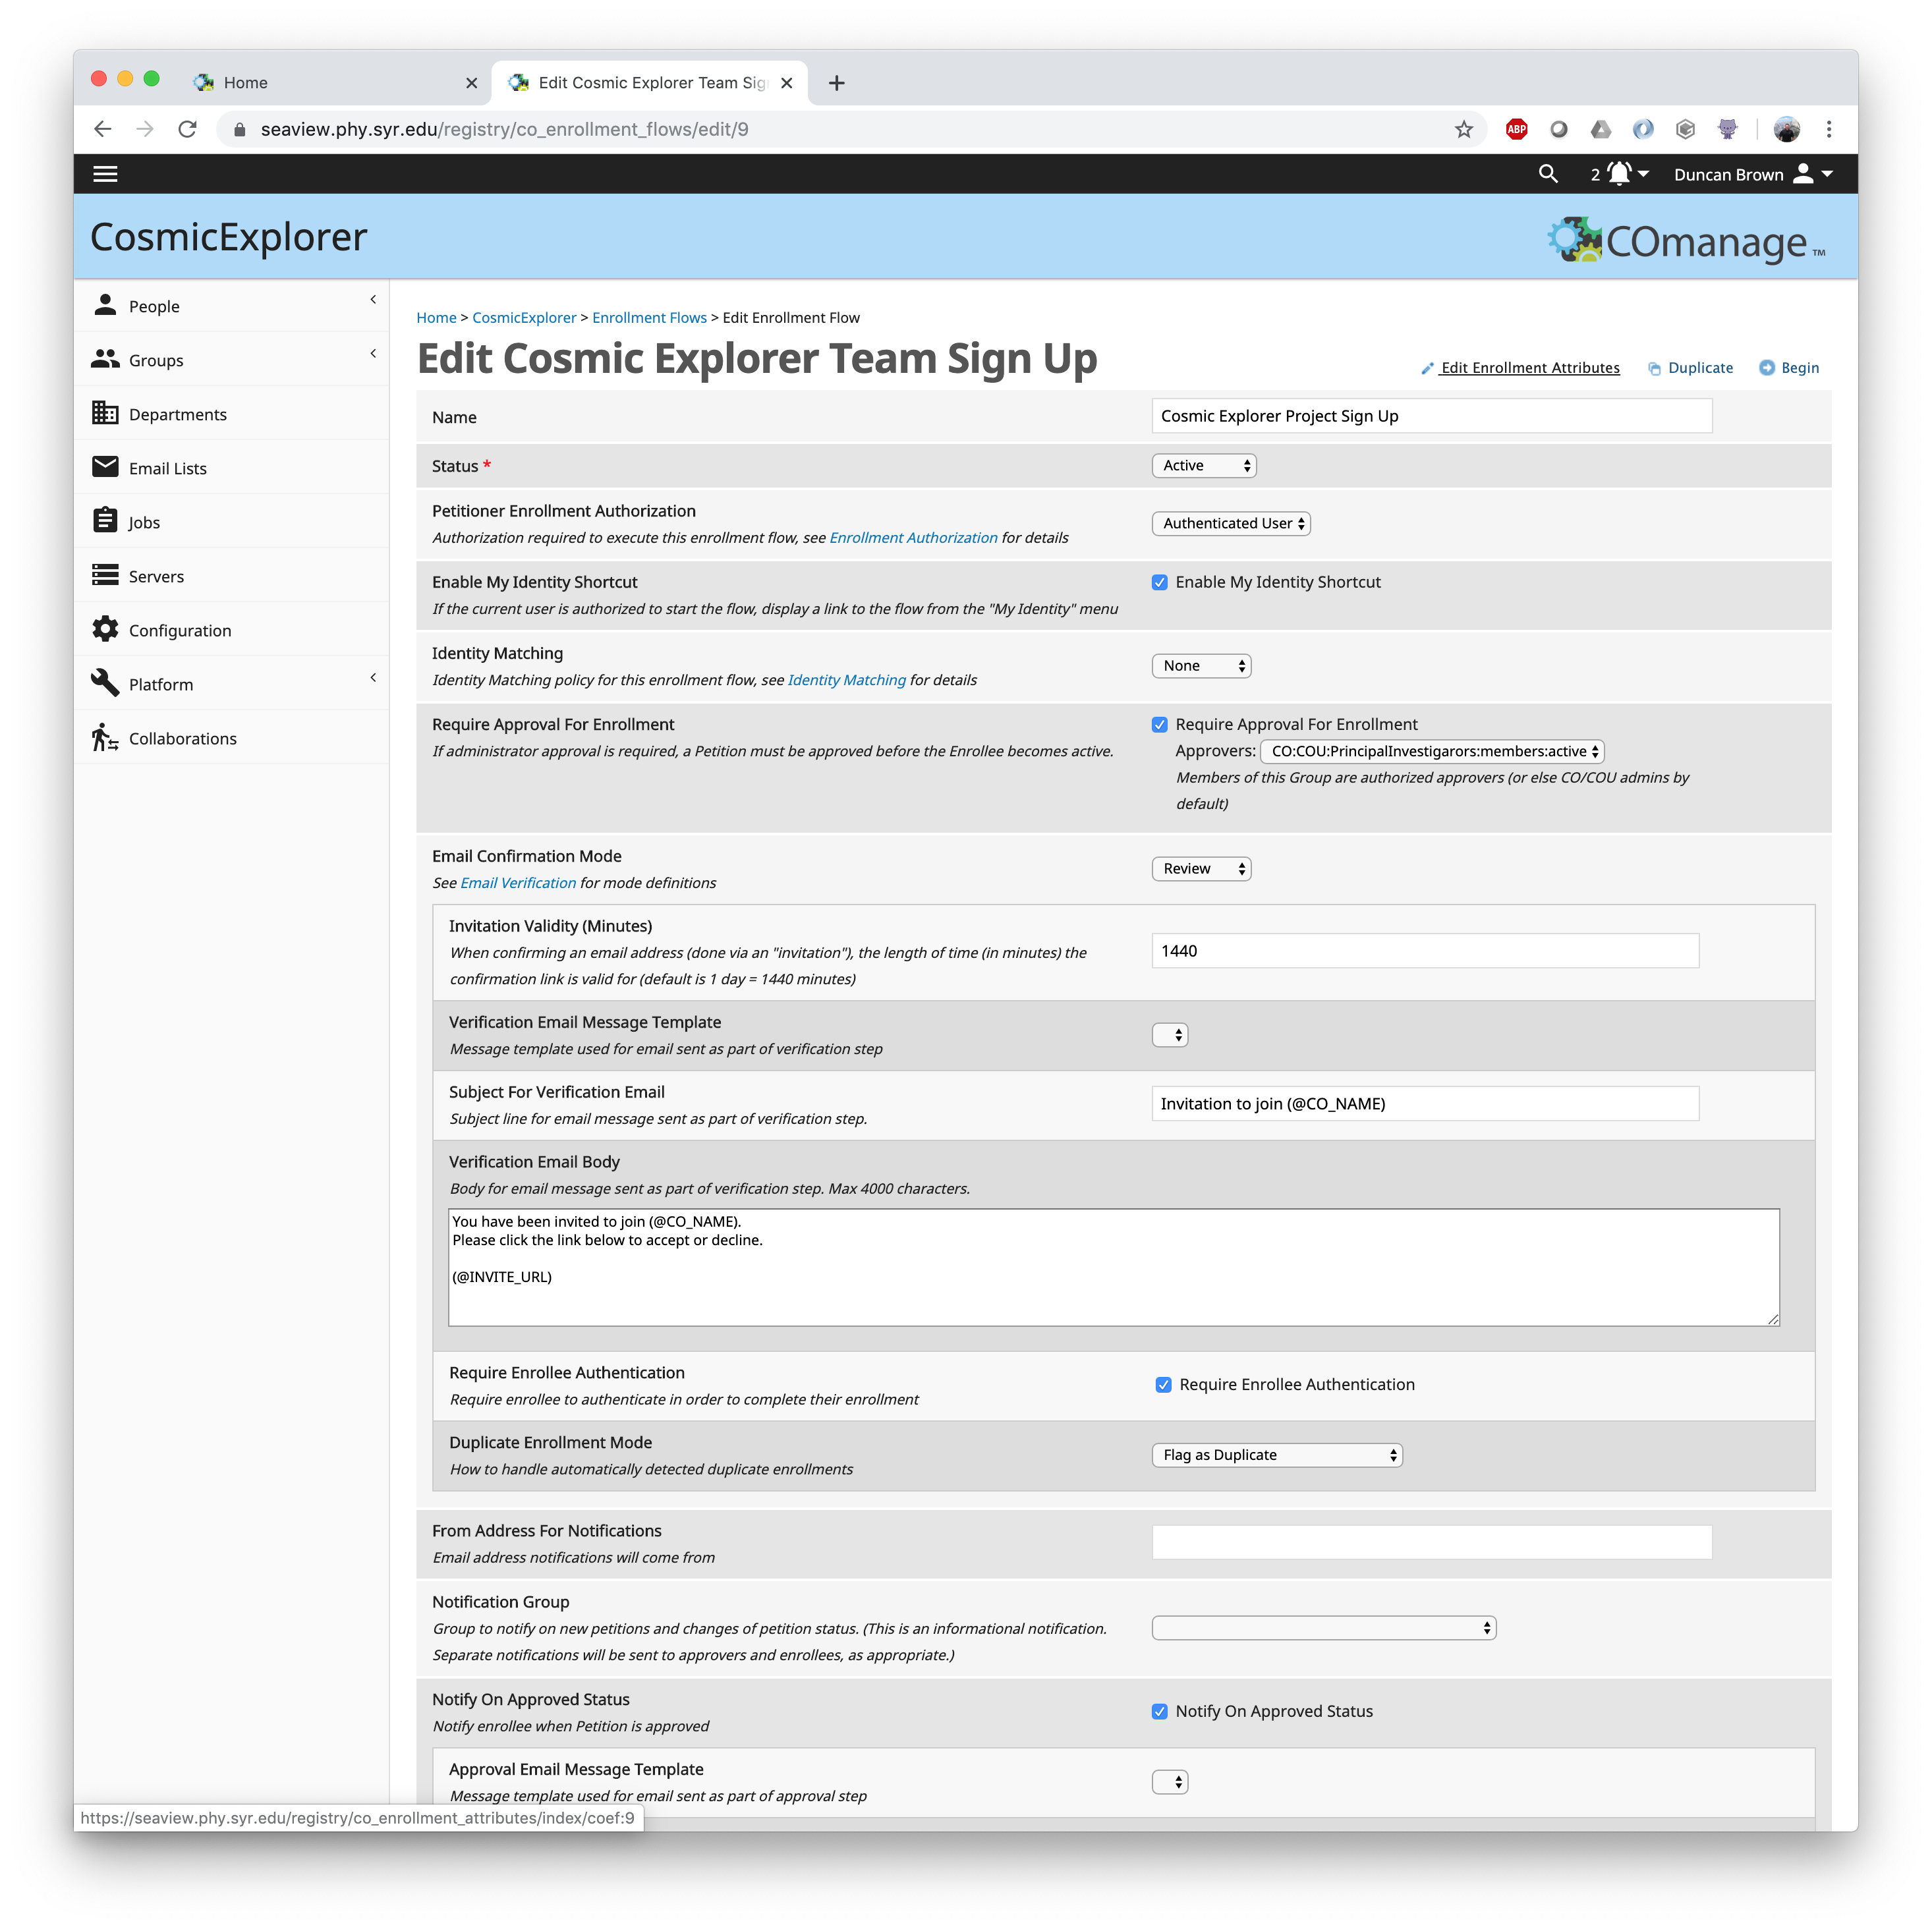 Home
Edit Cosmic Explorer Team Sig
seaview.phy.syr.edu/registry/co_enrollment_flows/edit/9
ABP
2
Duncan Brown
CosmicExplorer
COmanage TM
People
Groups
Departments
Email Lists
Jobs
Servers
Configuration
Platform
Collaborations
Home > CosmicExplorer > Enrollment Flows > Edit Enrollment Flow
Edit Cosmic Explorer Team Sign Up
Edit Enrollment Attributes
Duplicate
Begin
Name
Cosmic Explorer Project Sign Up
Status *
Active
Petitioner Enrollment Authorization
Authorization required to execute this enrollment flow, see Enrollment Authorization for details
Authenticated User
Enable My Identity Shortcut
If the current user is authorized to start the flow, display a link to the flow from the "My Identity" menu
Enable My Identity Shortcut
Identity Matching
Identity Matching policy for this enrollment flow, see Identity Matching for details
None
Require Approval For Enrollment
If administrator approval is required, a Petition must be approved before the Enrollee becomes active.
Require Approval For Enrollment
Approvers: CO:COU:PrincipalInvestigarors:members:active
Members of this Group are authorized approvers (or else CO/COU admins by
default)
Email Confirmation Mode
See Email Verification for mode definitions
Review
Invitation Validity (Minutes)
When confirming an email address (done via an "invitation"), the length of time (in minutes) the
confirmation link is valid for (default is 1 day = 1440 minutes)
1440
Verification Email Message Template
Message template used for email sent as part of verification step
Subject For Verification Email
Subject line for email message sent as part of verification step.
Invitation to join (@CO_NAME)
Verification Email Body
Body for email message sent as part of verification step. Max 4000 characters.
You have been invited to join (@CO_NAME).
Please click the link below to accept or decline.
(@INVITE_URL)
Require Enrollee Authentication
Require enrollee to authenticate in order to complete their enrollment
Require Enrollee Authentication
Duplicate Enrollment Mode
How to handle automatically detected duplicate enrollments
Flag as Duplicate
From Address For Notifications
Email address notifications will come from
Notification Group
Group to notify on new petitions and changes of petition status. (This is an informational notification.
Separate notifications will be sent to approvers and enrollees, as appropriate.)
Notify On Approved Status
Notify enrollee when Petition is approved
Notify On Approved Status
Approval Email Message Template
Message template used for email sent as part of approval step
https://seaview.phy.syr.edu/registry/co_enrollment_attributes/index/coef:9